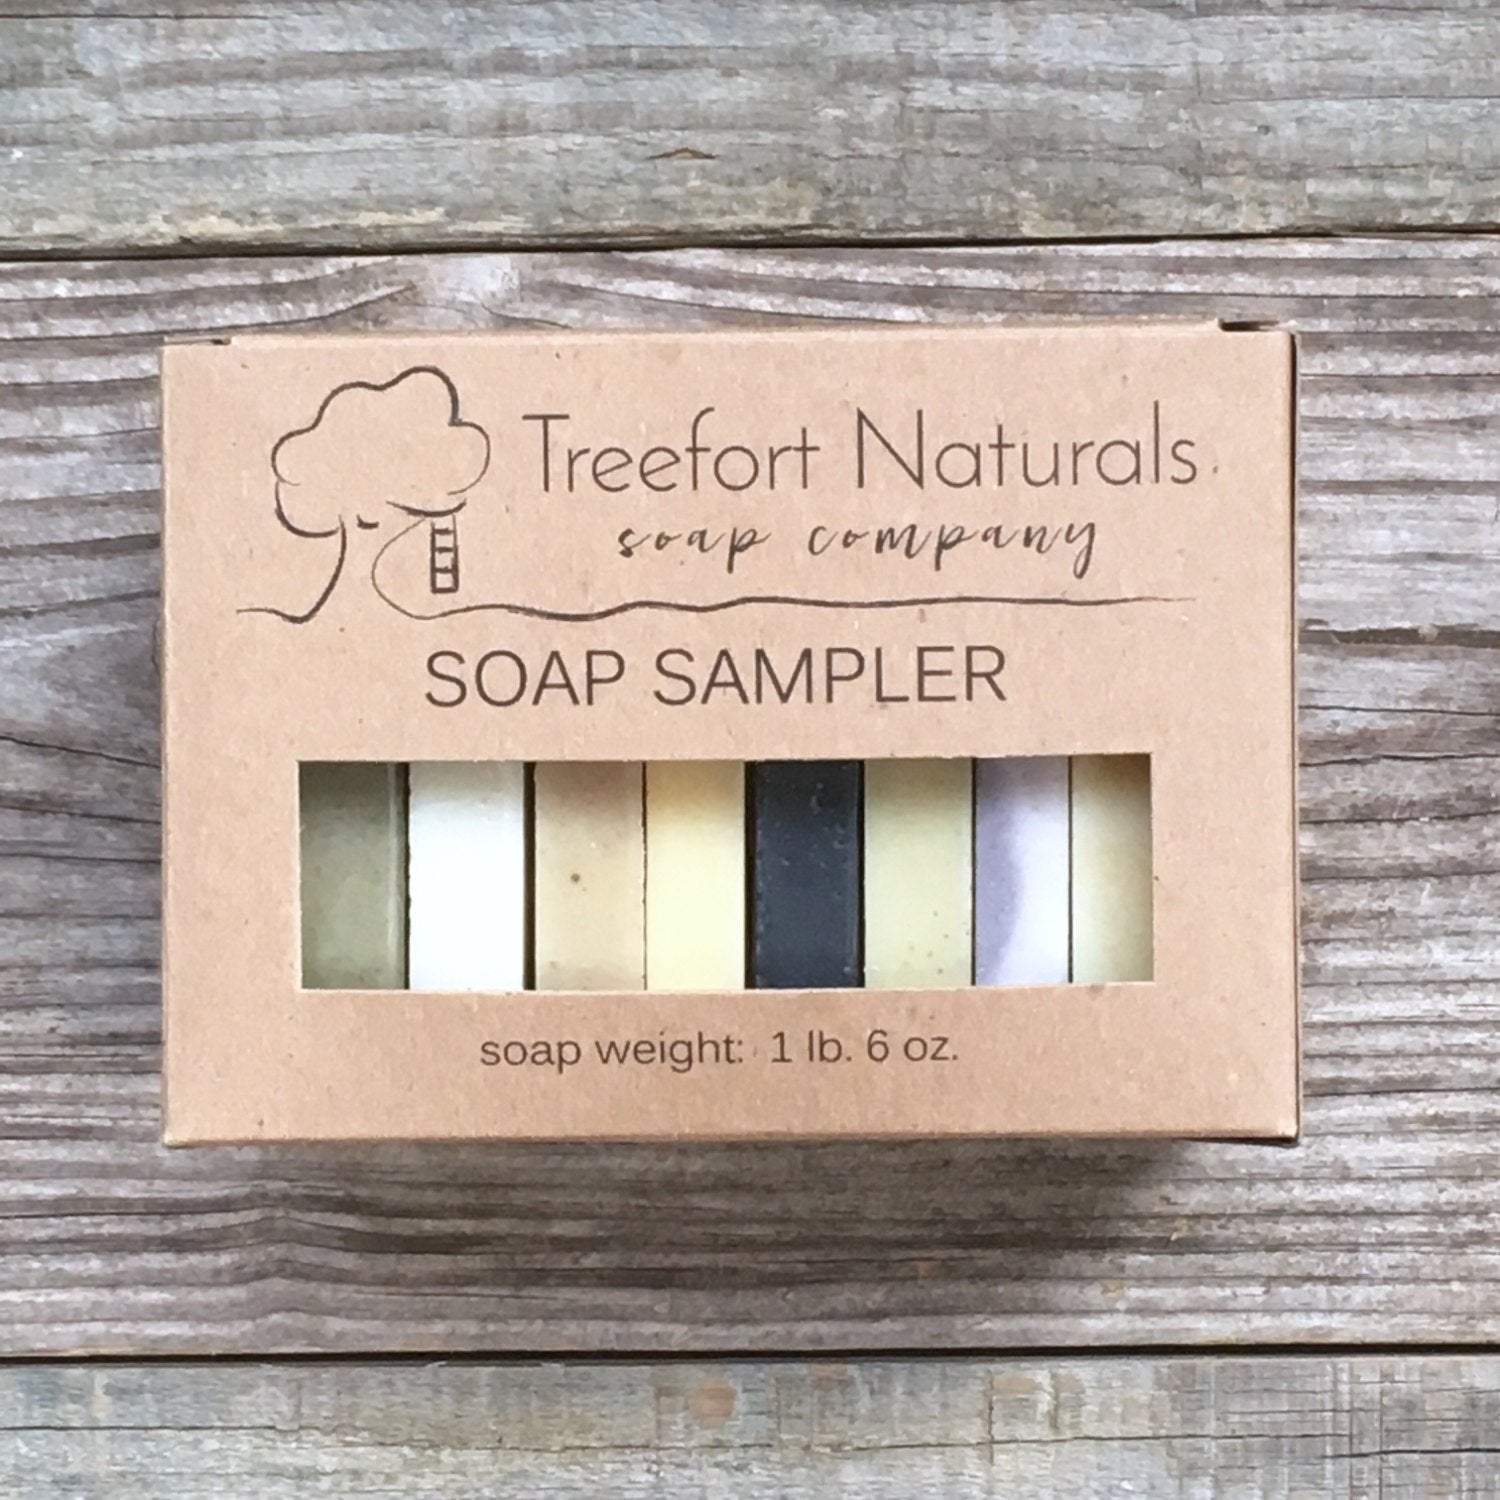 Treefort Naturals
soap company
SOAP SAMPLER
soap weight: 1 lb. 6 oz.